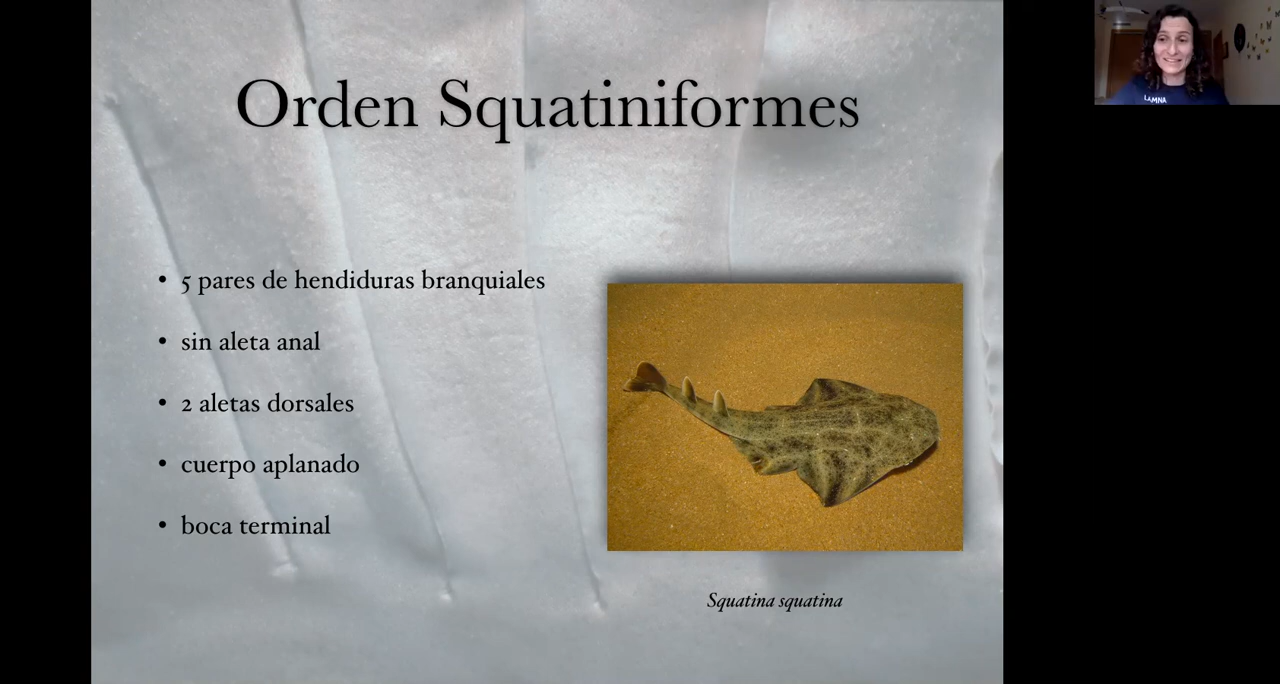 Orden Squatiniformes
• 5 pares de hendiduras branquiales
• sin aleta anal
• 2 aletas dorsales
• cuerpo aplanado
• boca terminal
Squatina squatina
LAMNA